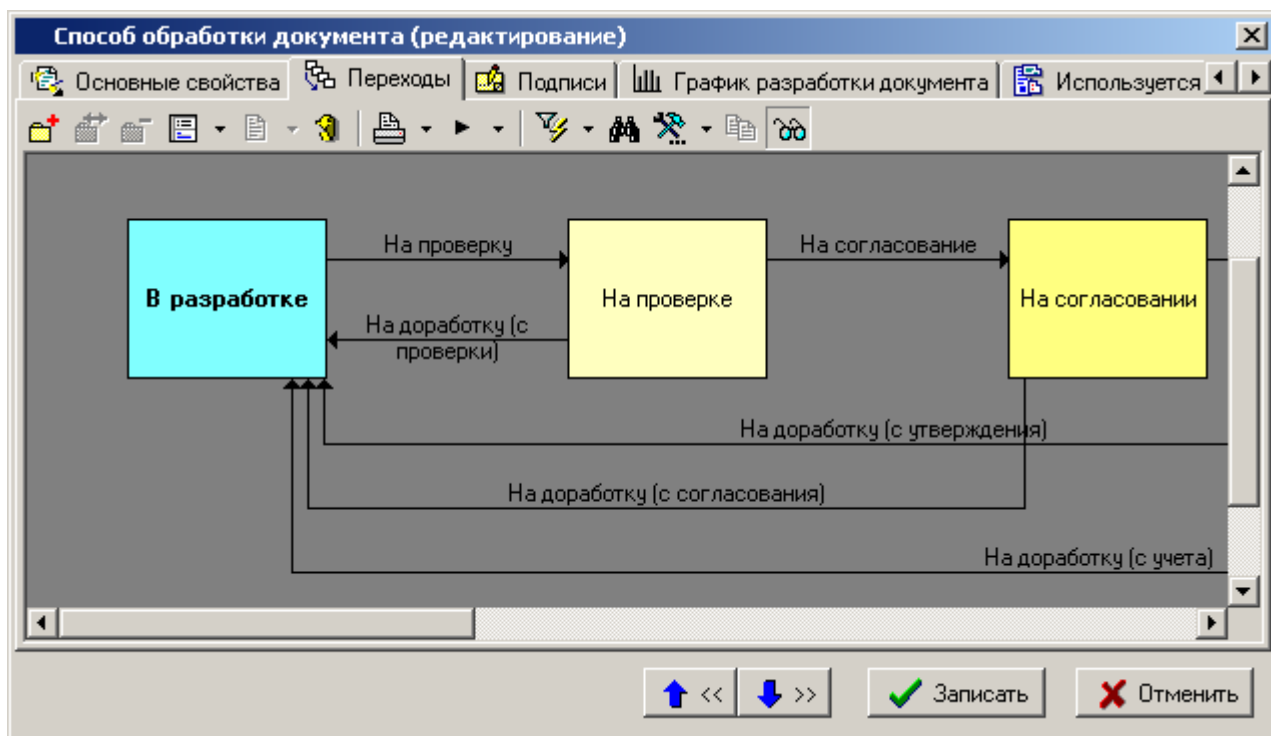 Способ обработки документа (редактирование)
Основные свойства
Переходы
Подписи
График разработки документа
Используется
На проверку
На согласование
В разработке
На проверке
На согласовании
На доработку (с
проверки)
На доработку (с утверждения)
На доработку (с согласования)
На доработку (с учета)
<<
>>
Записать
Отменить